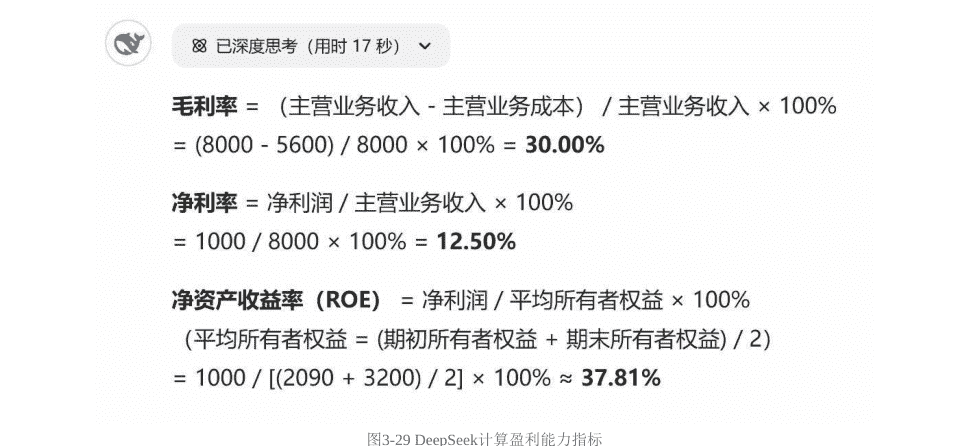 已深度思考（用时 17 秒）
毛利率 = （主营业务收入 - 主营业务成本）/ 主营业务收入 × 100%
= (8000 - 5600) / 8000 × 100% = 30.00%
净利率 = 净利润 / 主营业务收入 × 100%
= 1000 / 8000 × 100% = 12.50%
净资产收益率（ROE） = 净利润 / 平均所有者权益 × 100%
（平均所有者权益 = (期初所有者权益 + 期末所有者权益) / 2）
= 1000 / [(2090 + 3200) / 2] × 100% ≈ 37.81%
图3-29 DeepSeek计算盈利能力指标